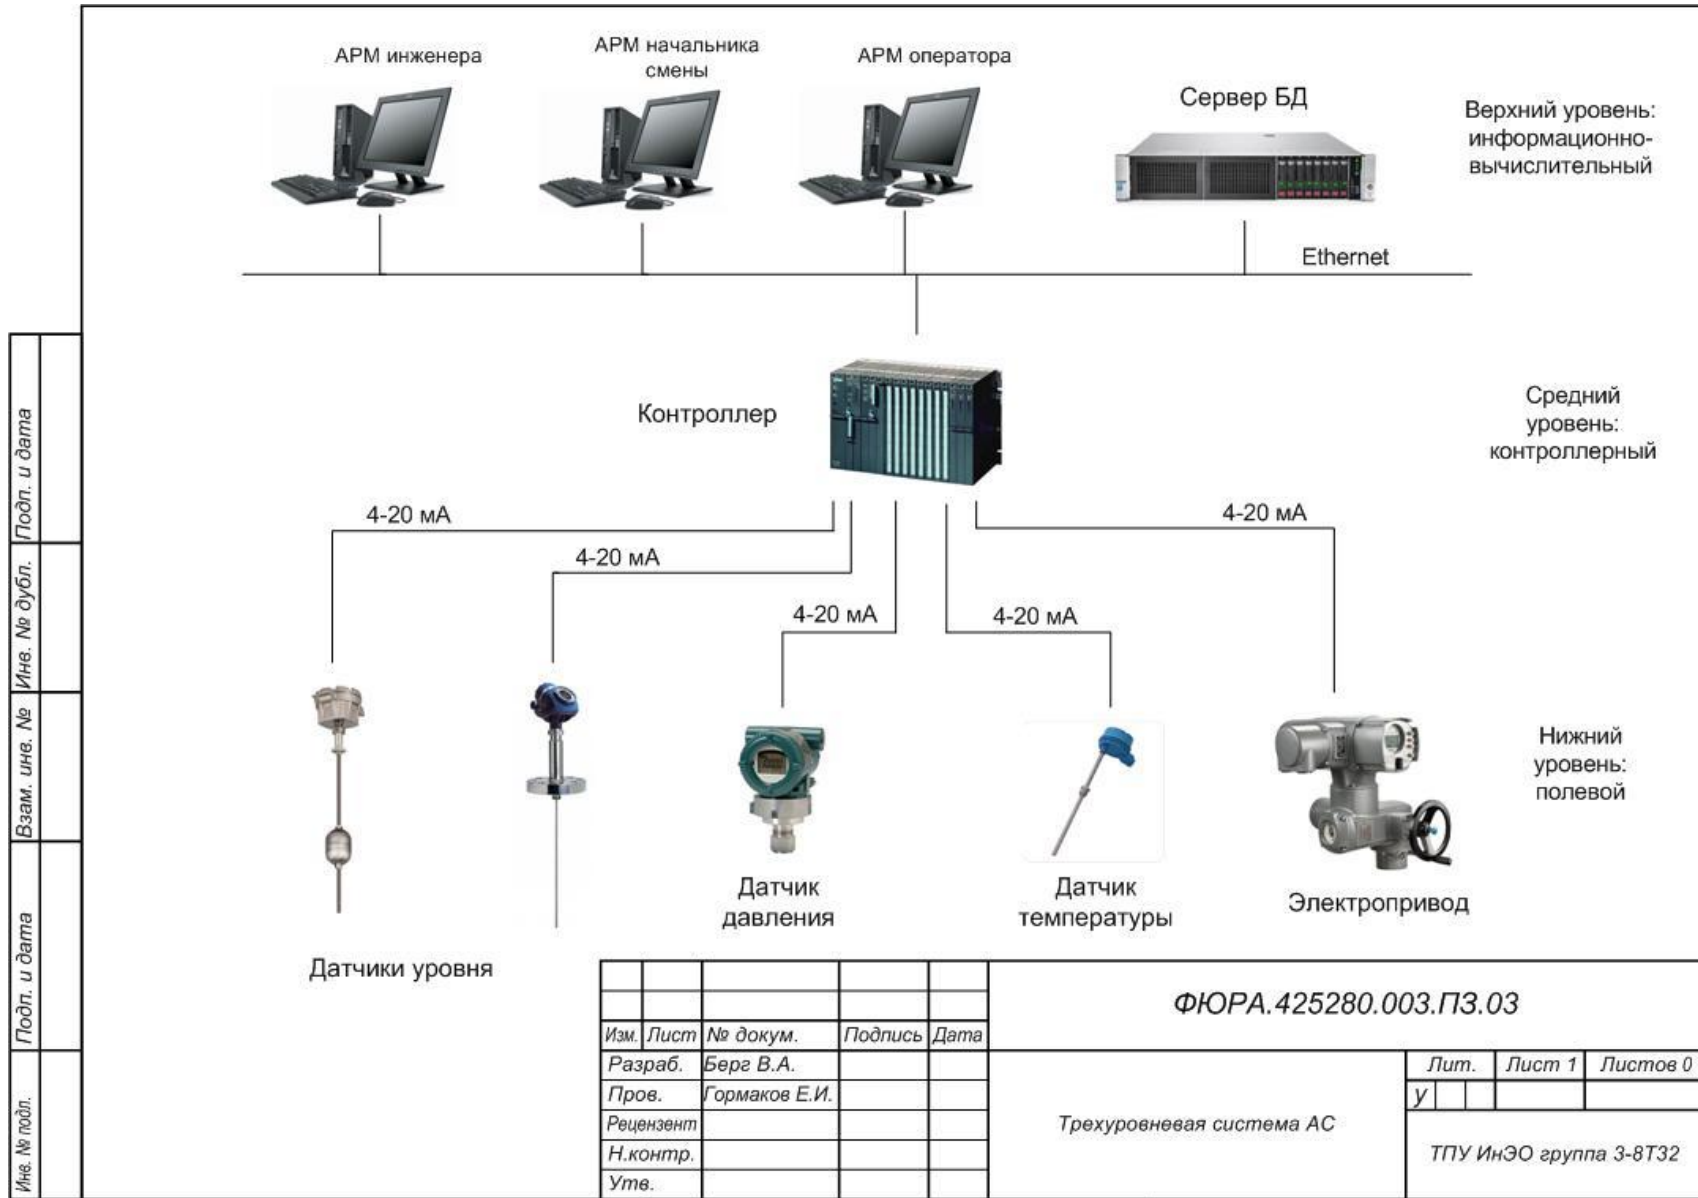 АРМ инженера
АРМ начальника
смены
АРМ оператора
Сервер БД
Верхний уровень:
информационно-
вычислительный
Ethernet
Контроллер
Средний
уровень:
контроллерный
4-20 мА
4-20 мА
4-20 мА
4-20 мА
4-20 мА
Нижний
уровень:
полевой
Датчики уровня
Датчик
давления
Датчик
температуры
Электропривод
Подп. и дата
Инв. № дубл.
Взам. инв. №
Подп. и дата
Инв. № подл.
ФЮРА.425280.003.ПЗ.03
Изм. Лист № докум. Подпись Дата
Разраб. Берг В.А.
Пров. Гормаков Е.И.
Рецензент
Н.контр.
Утв.
Трехуровневая система АС
Лит. Лист 1 Листов 0
у
ТПУ ИнЭО группа 3-8Т32